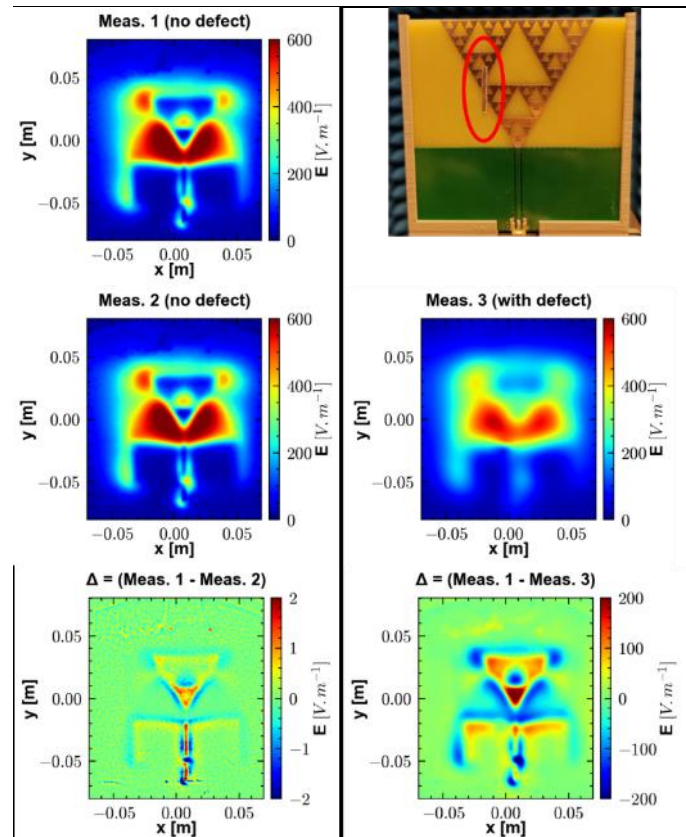 Meas. 1 (no defect)
y [m]
0.05
0.00
−0.05
−0.05
0.00
0.05
x [m]
600
400
200
0
E [V.m⁻¹]
Meas. 2 (no defect)
y [m]
0.05
0.00
−0.05
−0.05
0.00
0.05
x [m]
600
400
200
0
E [V.m⁻¹]
Meas. 3 (with defect)
y [m]
0.05
0.00
−0.05
−0.05
0.00
0.05
x [m]
600
400
200
0
E [V.m⁻¹]
Δ = (Meas. 1 - Meas. 2)
y [m]
0.05
0.00
−0.05
−0.05
0.00
0.05
x [m]
2
1
0
−1
−2
E [V.m⁻¹]
Δ = (Meas. 1 - Meas. 3)
y [m]
0.05
0.00
−0.05
−0.05
0.00
0.05
x [m]
200
100
0
−100
−200
E [V.m⁻¹]